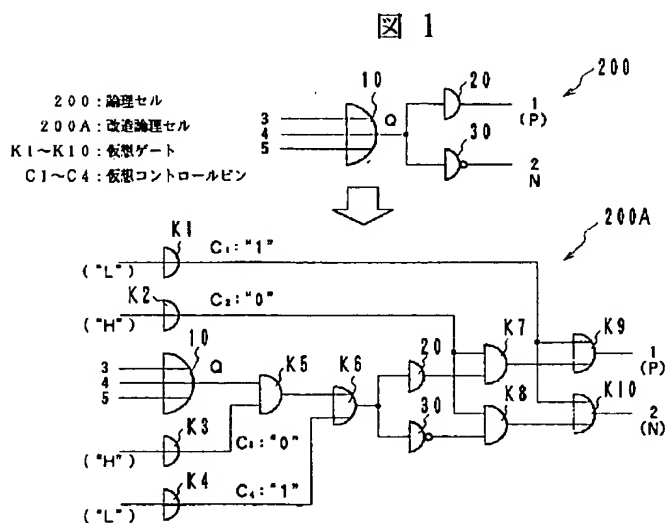 図 1
200:論理セル
200A:改造論理セル
K1〜K10:仮想ゲート
C1〜C4:仮想コントロールピン
3
4
5
10
Q
20
30
1
(P)
2
N
200
200A
K1
("L")
C1:"1"
K2
("H")
C2:"0"
10
3
4
5
Q
K5
K6
20
30
K7
K8
K9
K10
1
(P)
2
(N)
K3
("H")
C3:"0"
K4
("L")
C4:"1"